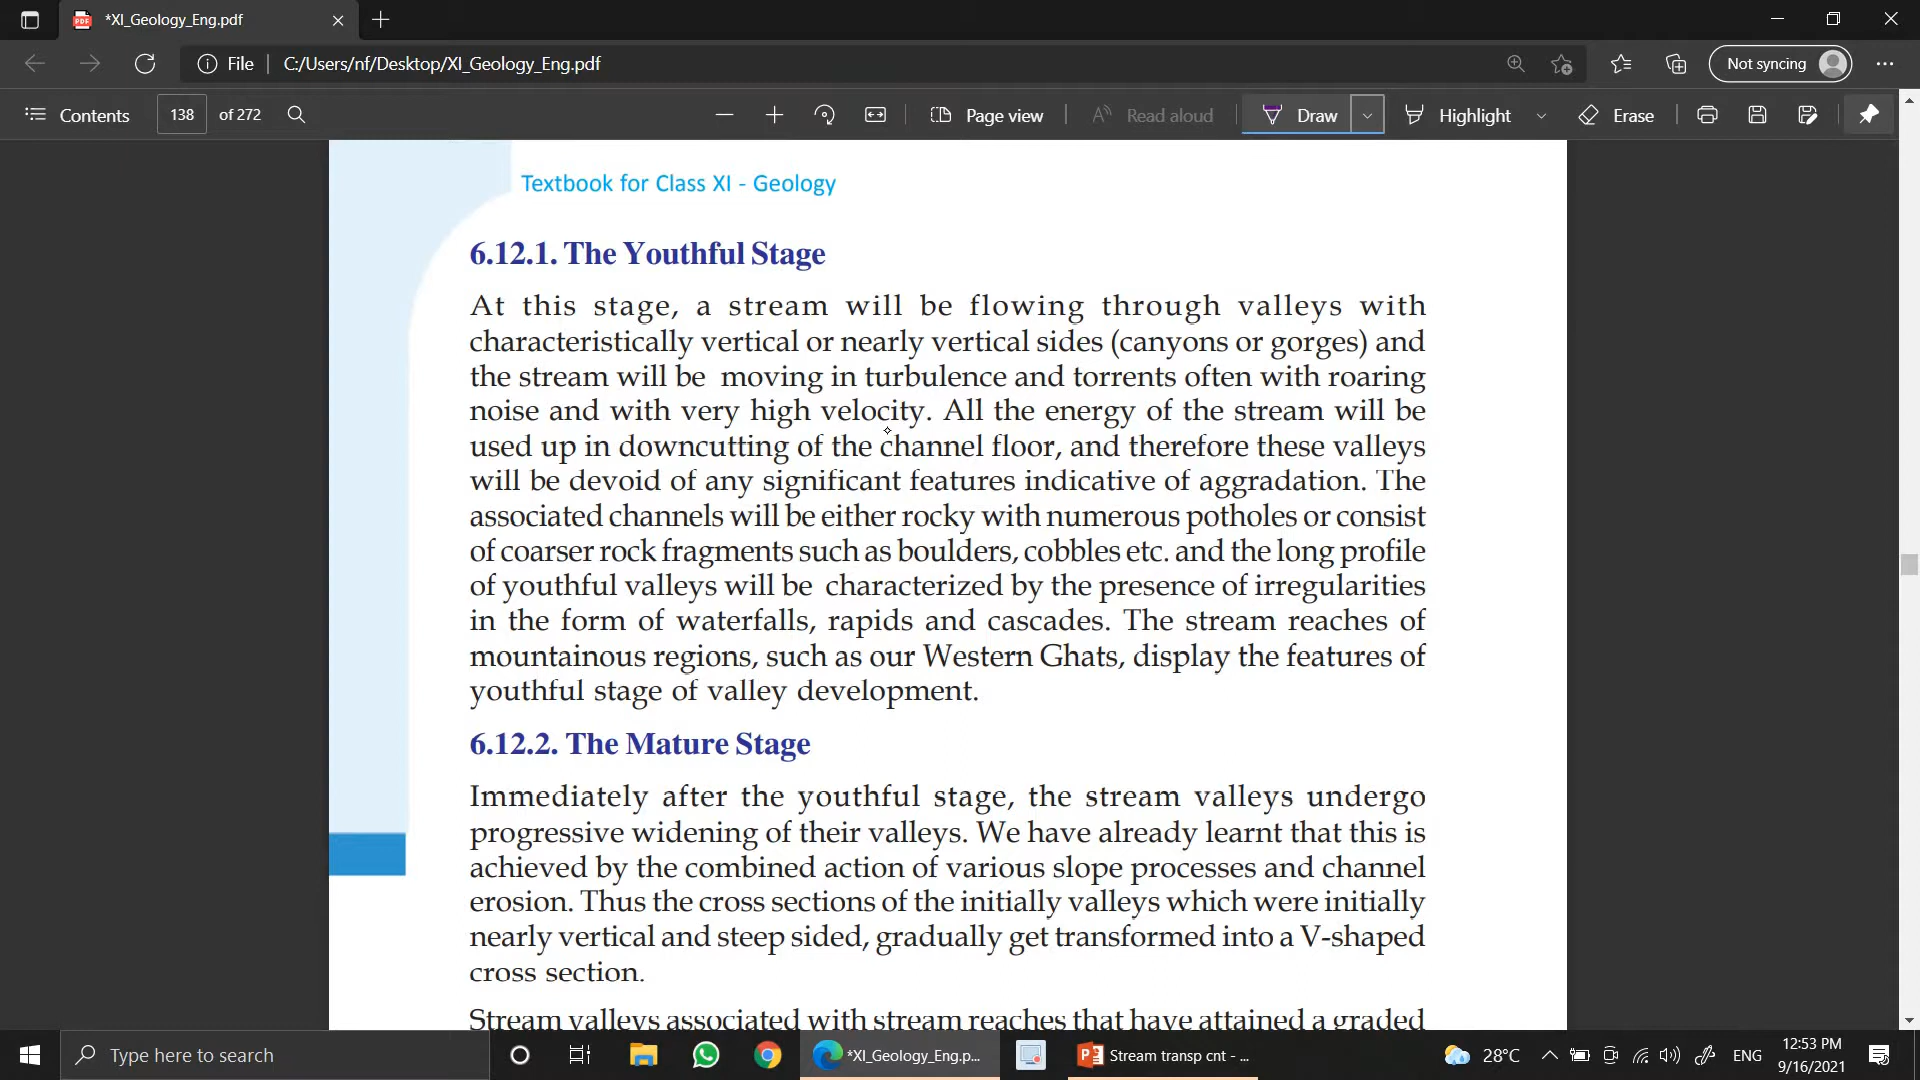 *XI_Geology_Eng.pdf
File
C:/Users/nf/Desktop/XI_Geology_Eng.pdf
Not syncing
Contents
138
of 272
Page view
Read aloud
Draw
Highlight
Erase
Textbook for Class XI - Geology
6.12.1. The Youthful Stage
At this stage, a stream will be flowing through valleys with
characteristically vertical or nearly vertical sides (canyons or gorges) and
the stream will be moving in turbulence and torrents often with roaring
noise and with very high velocity. All the energy of the stream will be
used up in downcutting of the channel floor, and therefore these valleys
will be devoid of any significant features indicative of aggradation. The
associated channels will be either rocky with numerous potholes or consist
of coarser rock fragments such as boulders, cobbles etc. and the long profile
of youthful valleys will be characterized by the presence of irregularities
in the form of waterfalls, rapids and cascades. The stream reaches of
mountainous regions, such as our Western Ghats, display the features of
youthful stage of valley development.
6.12.2. The Mature Stage
Immediately after the youthful stage, the stream valleys undergo
progressive widening of their valleys. We have already learnt that this is
achieved by the combined action of various slope processes and channel
erosion. Thus the cross sections of the initially valleys which were initially
nearly vertical and steep sided, gradually get transformed into a V-shaped
cross section.
Stream valleys associated with stream reaches that have attained a graded
Type here to search
*XI_Geology_Eng.p...
Stream transp cnt - ...
28°C
ENG
12:53 PM
9/16/2021